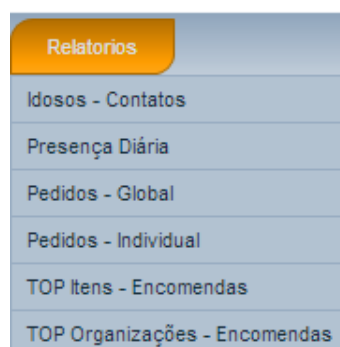 Relatorios
Idosos - Contatos
Presença Diária
Pedidos - Global
Pedidos - Individual
TOP Itens - Encomendas
TOP Organizações - Encomendas